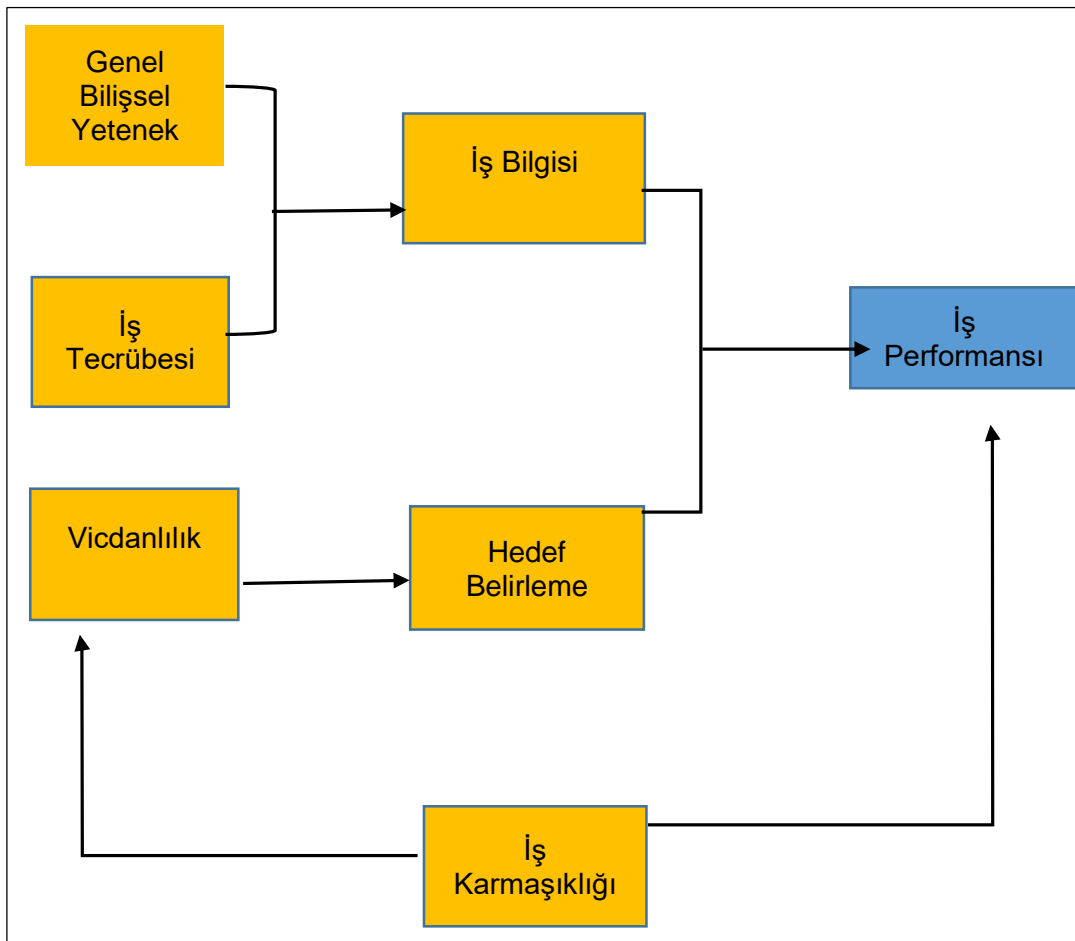 Genel
Bilişsel
Yetenek
İş Bilgisi
İş
Tecrübesi
İş
Performansı
Vicdanlılık
Hedef
Belirleme
İş
Karmaşıklığı